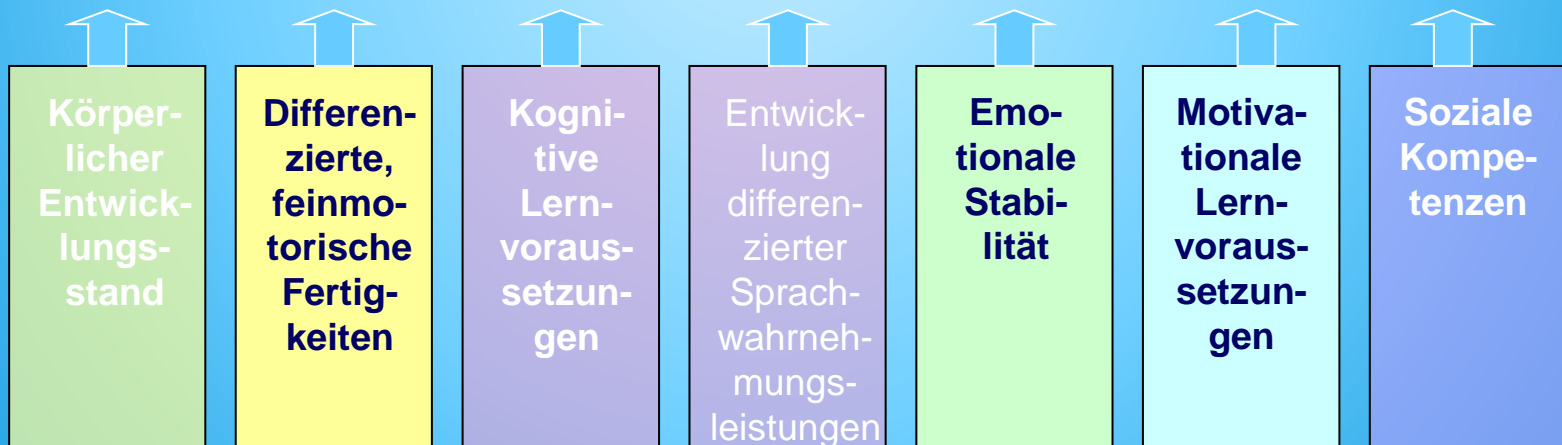 Körper-
licher
Entwick-
lungs-
stand
Differen-
zierte,
feinmo-
torische
Fertig-
keiten
Kogni-
tive
Lern-
voraus-
setzun-
gen
Entwick-
lung
differen-
zierter
Sprach-
wahrneh-
mungs-
leistungen
Emo-
tionale
Stabi-
lität
Motiva-
tionale
Lern-
voraus-
setzun-
gen
Soziale
Kompe-
tenzen